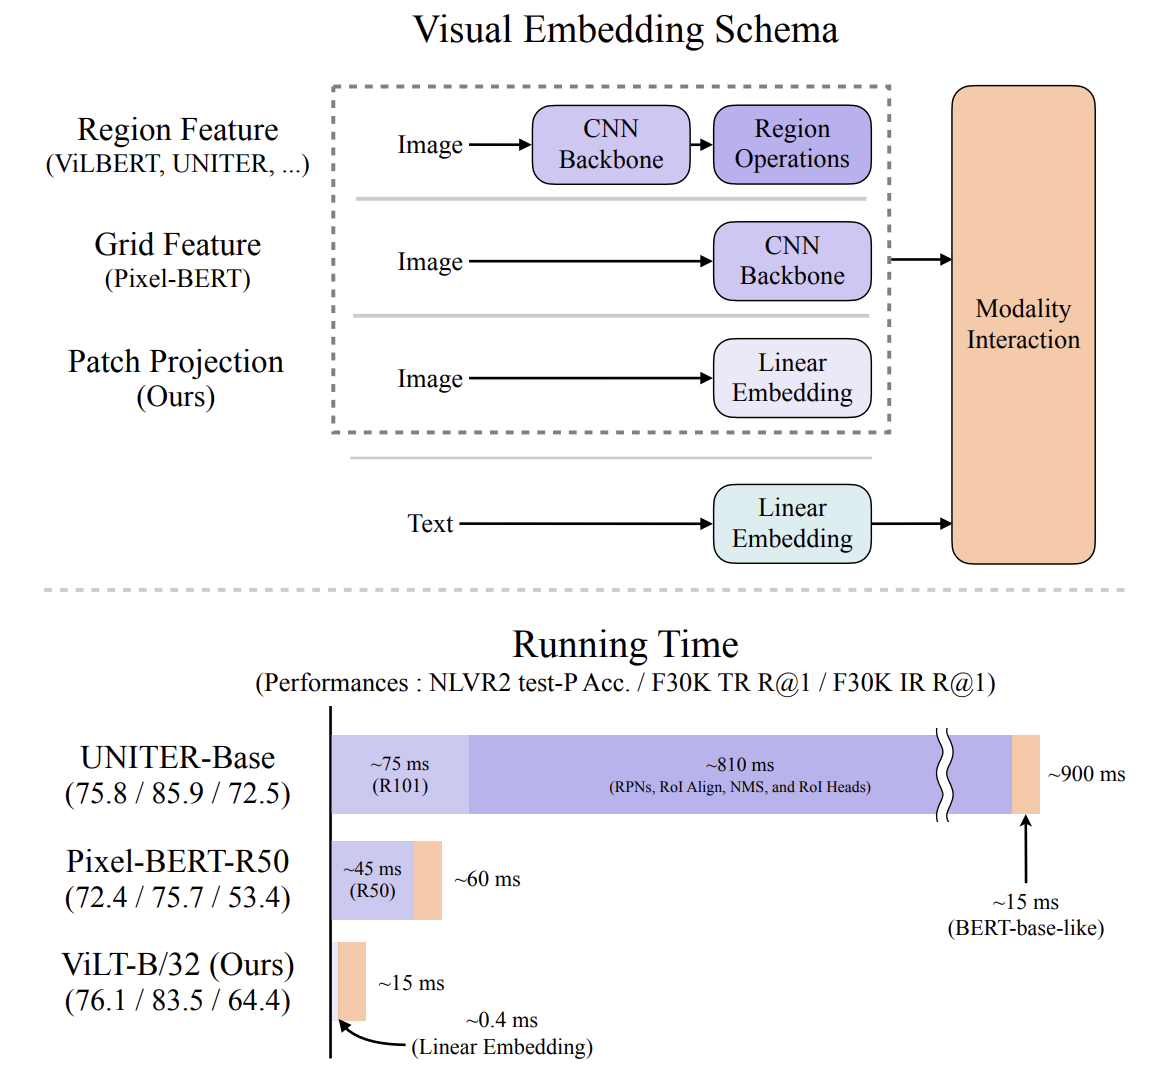 Visual Embedding Schema
Region Feature
(ViLBERT, UNITER, ...)
Image
CNN
Backbone
Region
Operations
Grid Feature
(Pixel-BERT)
Image
CNN
Backbone
Patch Projection
(Ours)
Image
Linear
Embedding
Modality
Interaction
Text
Linear
Embedding
Running Time
(Performances : NLVR2 test-P Acc. / F30K TR R@1 / F30K IR R@1)
UNITER-Base
(75.8 / 85.9 / 72.5)
~75 ms
(R101)
~810 ms
(RPNs, RoI Align, NMS, and RoI Heads)
~900 ms
~15 ms
(BERT-base-like)
Pixel-BERT-R50
(72.4 / 75.7 / 53.4)
~45 ms
(R50)
~60 ms
ViLT-B/32 (Ours)
(76.1 / 83.5 / 64.4)
~15 ms
~0.4 ms
(Linear Embedding)